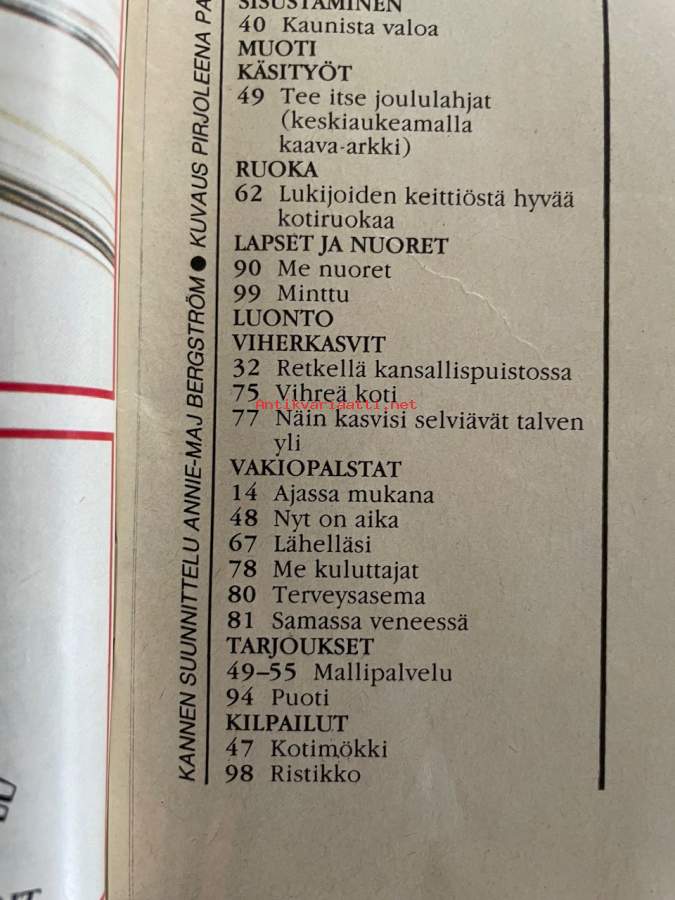 SISUSTAMINEN
40 Kaunista valoa
MUOTI
KÄSITYÖT
49 Tee itse joululahjat
(keskiaukeamalla
kaava-arkki)
RUOKA
62 Lukijoiden keittiöstä hyvää
kotiruokaa
LAPSET JA NUORET
90 Me nuoret
99 Minttu
LUONTO
VIHERKASVIT
32 Retkellä kansallispuistossa
75 Vihreä koti
Antikvariaatti.net
77 Näin kasvisi selviävät talven
yli
VAKIOPALSTAT
14 Ajassa mukana
48 Nyt on aika
67 Lähelläsi
78 Me kuluttajat
80 Terveysasema
81 Samassa veneessä
TARJOUKSET
49–55 Mallipalvelu
94 Puoti
KILPAILUT
47 Kotimökki
98 Ristikko
KANNEN SUUNNITTELU ANNIE-MAJ BERGSTRÖM ● KUVAUS PIRJOLEENA